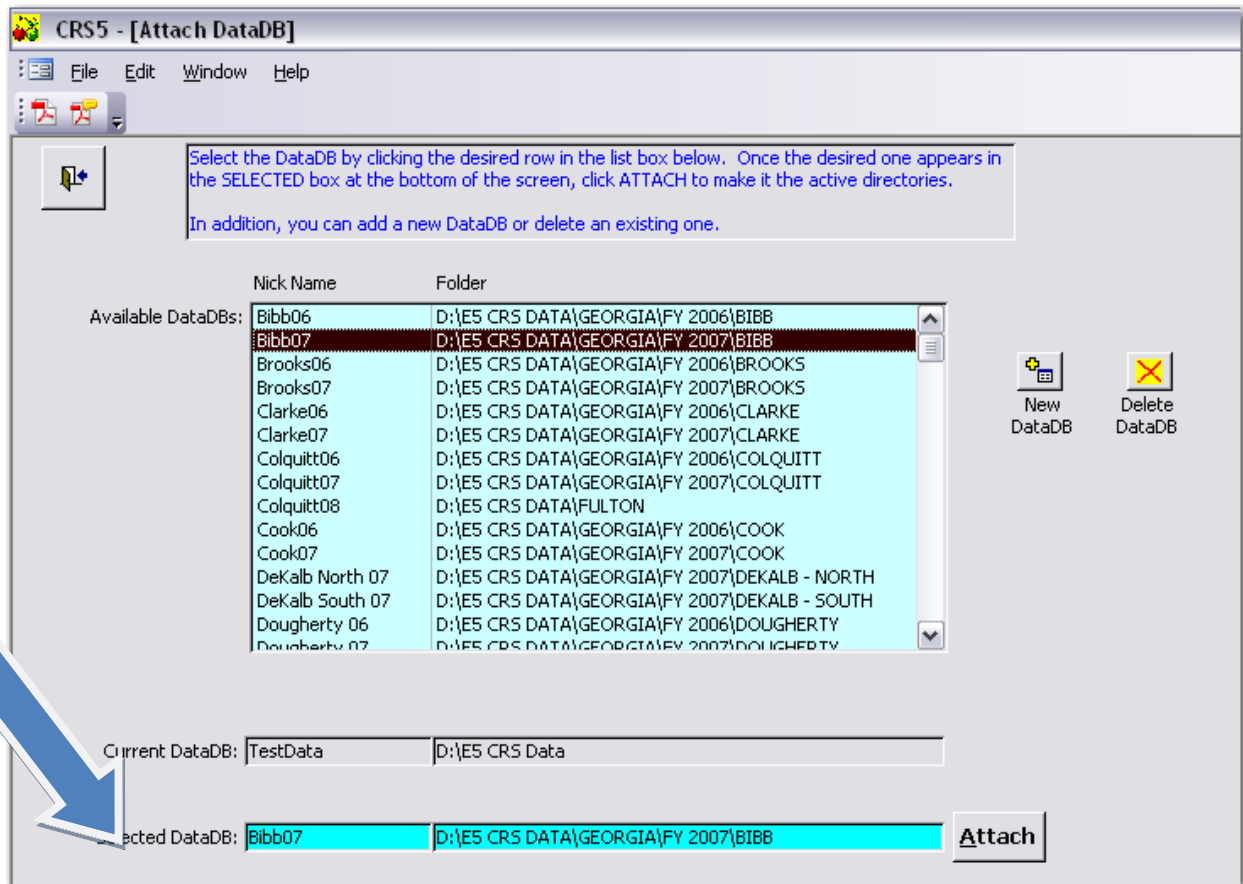 CRS5 - [Attach DataDB]
File Edit Window Help
Select the DataDB by clicking the desired row in the list box below. Once the desired one appears in
the SELECTED box at the bottom of the screen, click ATTACH to make it the active directories.
In addition, you can add a new DataDB or delete an existing one.
Nick Name Folder
Available DataDBs: Bibb06 D:\E5 CRS DATA\GEORGIA\FY 2006\BIBB
Bibb07 D:\E5 CRS DATA\GEORGIA\FY 2007\BIBB
Brooks06 D:\E5 CRS DATA\GEORGIA\FY 2006\BROOKS
Brooks07 D:\E5 CRS DATA\GEORGIA\FY 2007\BROOKS
Clarke06 D:\E5 CRS DATA\GEORGIA\FY 2006\CLARKE
Clarke07 D:\E5 CRS DATA\GEORGIA\FY 2007\CLARKE
Colquitt06 D:\E5 CRS DATA\GEORGIA\FY 2006\COLQUITT
Colquitt07 D:\E5 CRS DATA\GEORGIA\FY 2007\COLQUITT
Colquitt08 D:\E5 CRS DATA\FULTON
Cook06 D:\E5 CRS DATA\GEORGIA\FY 2006\COOK
Cook07 D:\E5 CRS DATA\GEORGIA\FY 2007\COOK
DeKalb North 07 D:\E5 CRS DATA\GEORGIA\FY 2007\DEKALB - NORTH
DeKalb South 07 D:\E5 CRS DATA\GEORGIA\FY 2007\DEKALB - SOUTH
Dougherty 06 D:\E5 CRS DATA\GEORGIA\FY 2006\DOUGHERTY
Dougherty 07 D:\E5 CRS DATA\GEORGIA\FY 2007\DOUGHERTY
New
DataDB
Delete
DataDB
Current DataDB: TestData D:\E5 CRS Data
Selected DataDB: Bibb07 D:\E5 CRS DATA\GEORGIA\FY 2007\BIBB
Attach